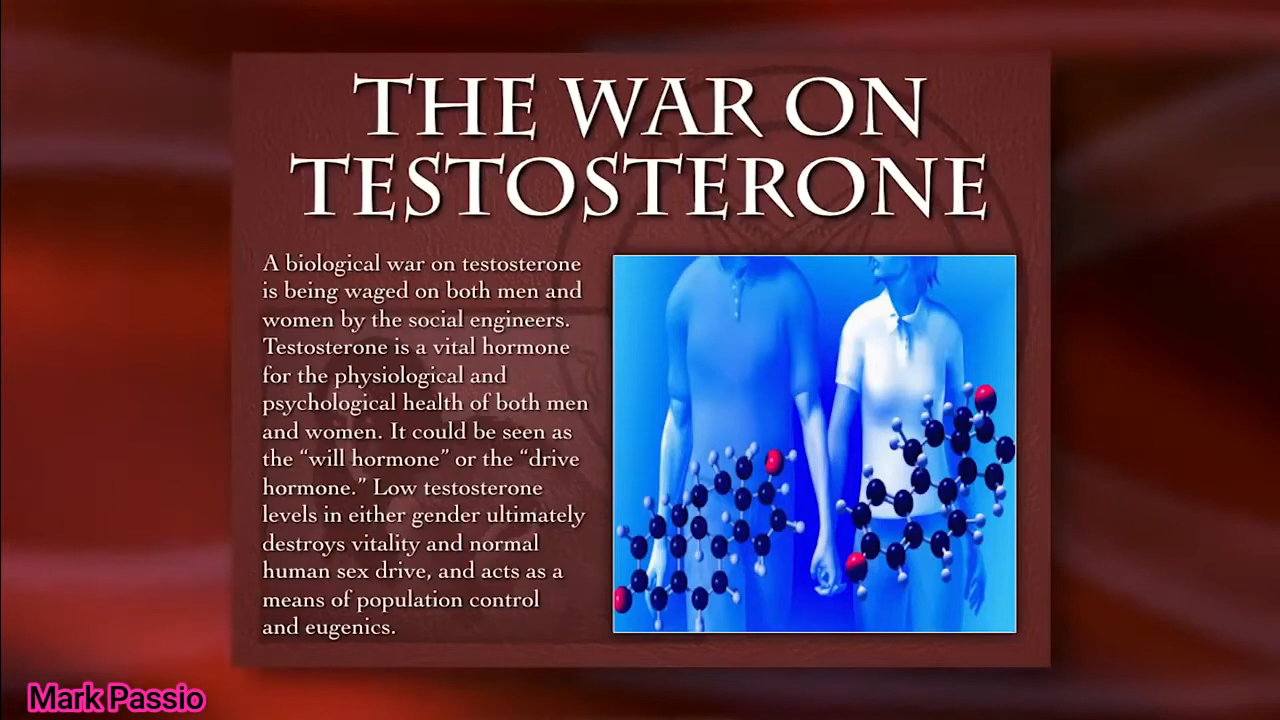 THE WAR ON
TESTOSTERONE
A biological war on testosterone
is being waged on both men and
women by the social engineers.
Testosterone is a vital hormone
for the physiological and
psychological health of both men
and women. It could be seen as
the “will hormone” or the “drive
hormone.” Low testosterone
levels in either gender ultimately
destroys vitality and normal
human sex drive, and acts as a
means of population control
and eugenics.
Mark Passio